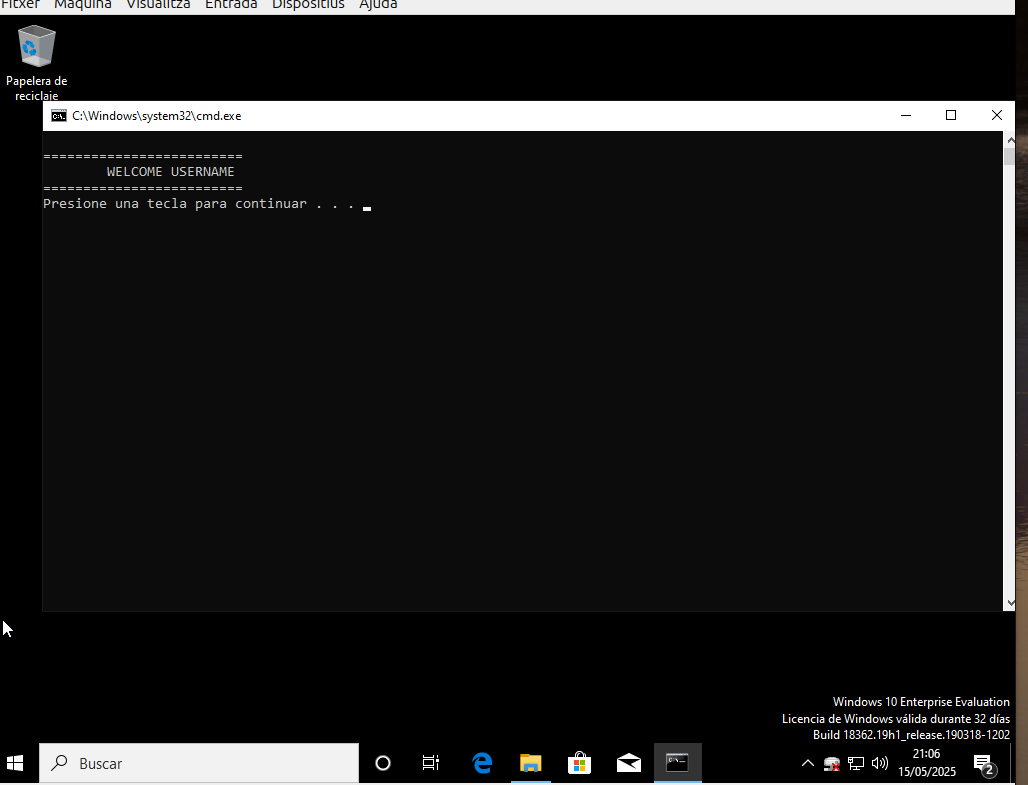 Fitxer Màquina Visualitza Entrada Dispositius Ajuda
Papelera de
reciclaje
C:\Windows\system32\cmd.exe
=========================
WELCOME USERNAME
=========================
Presione una tecla para continuar . . .
Windows 10 Enterprise Evaluation
Licencia de Windows válida durante 32 días
Build 18362.19h1_release.190318-1202
Buscar
21:06
15/05/2025
2